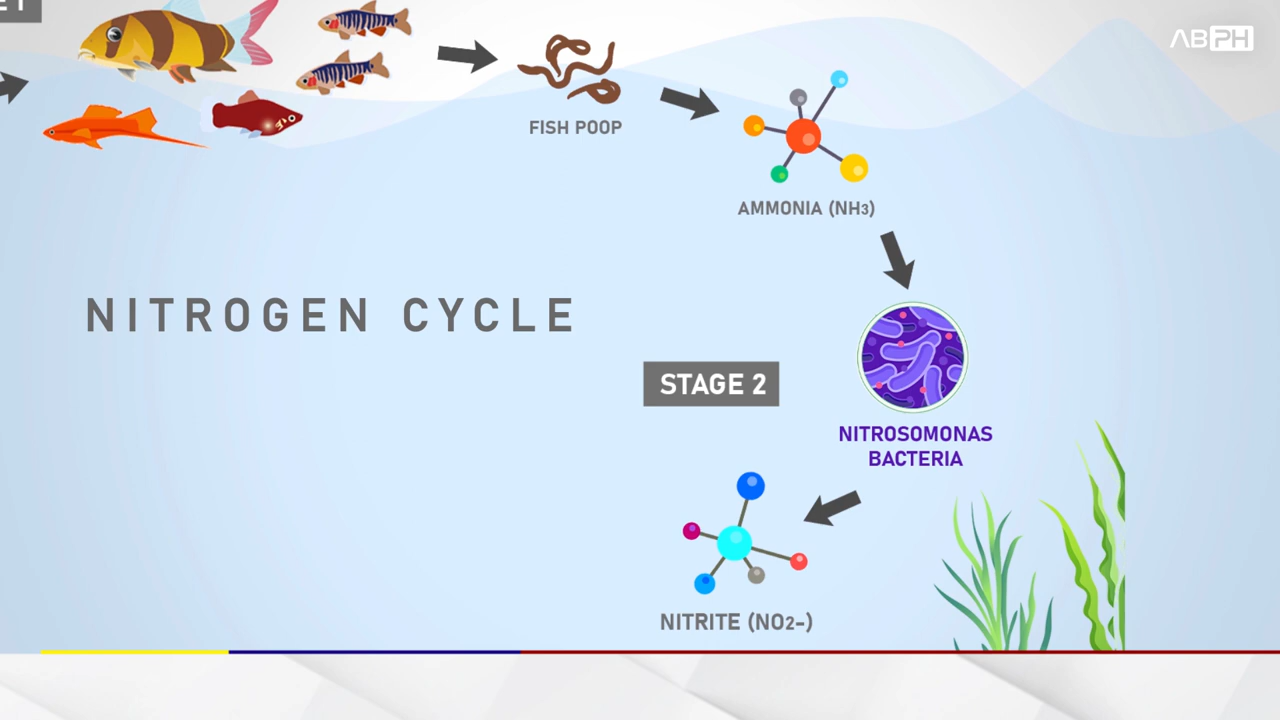 ABPH
FISH POOP
AMMONIA (NH3)
NITROGEN CYCLE
STAGE 2
NITROSOMONAS
BACTERIA
NITRITE (NO2-)